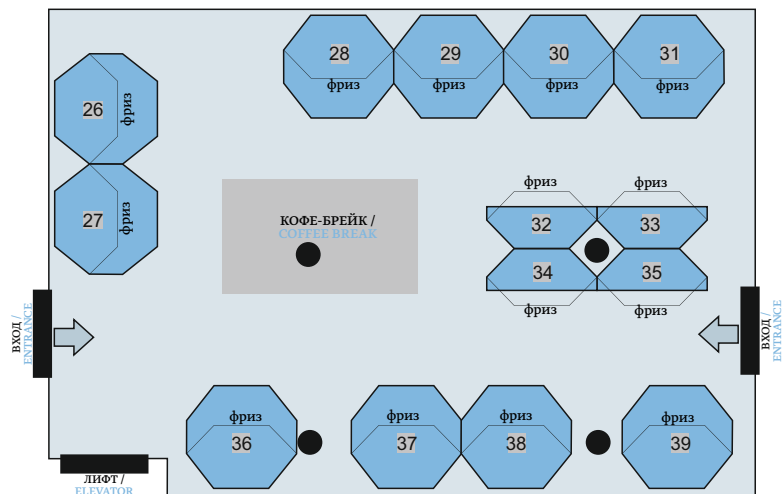 28
29
30
31
фриз
фриз
фриз
фриз
26
фриз
27
фриз
КОФЕ-БРЕЙК /
COFFEE BREAK
фриз
фриз
32
33
34
35
фриз
фриз
ВХОД /
ENTRANCE
ВХОД /
ENTRANCE
фриз
фриз
фриз
фриз
36
37
38
39
ЛИФТ /
ELEVATOR